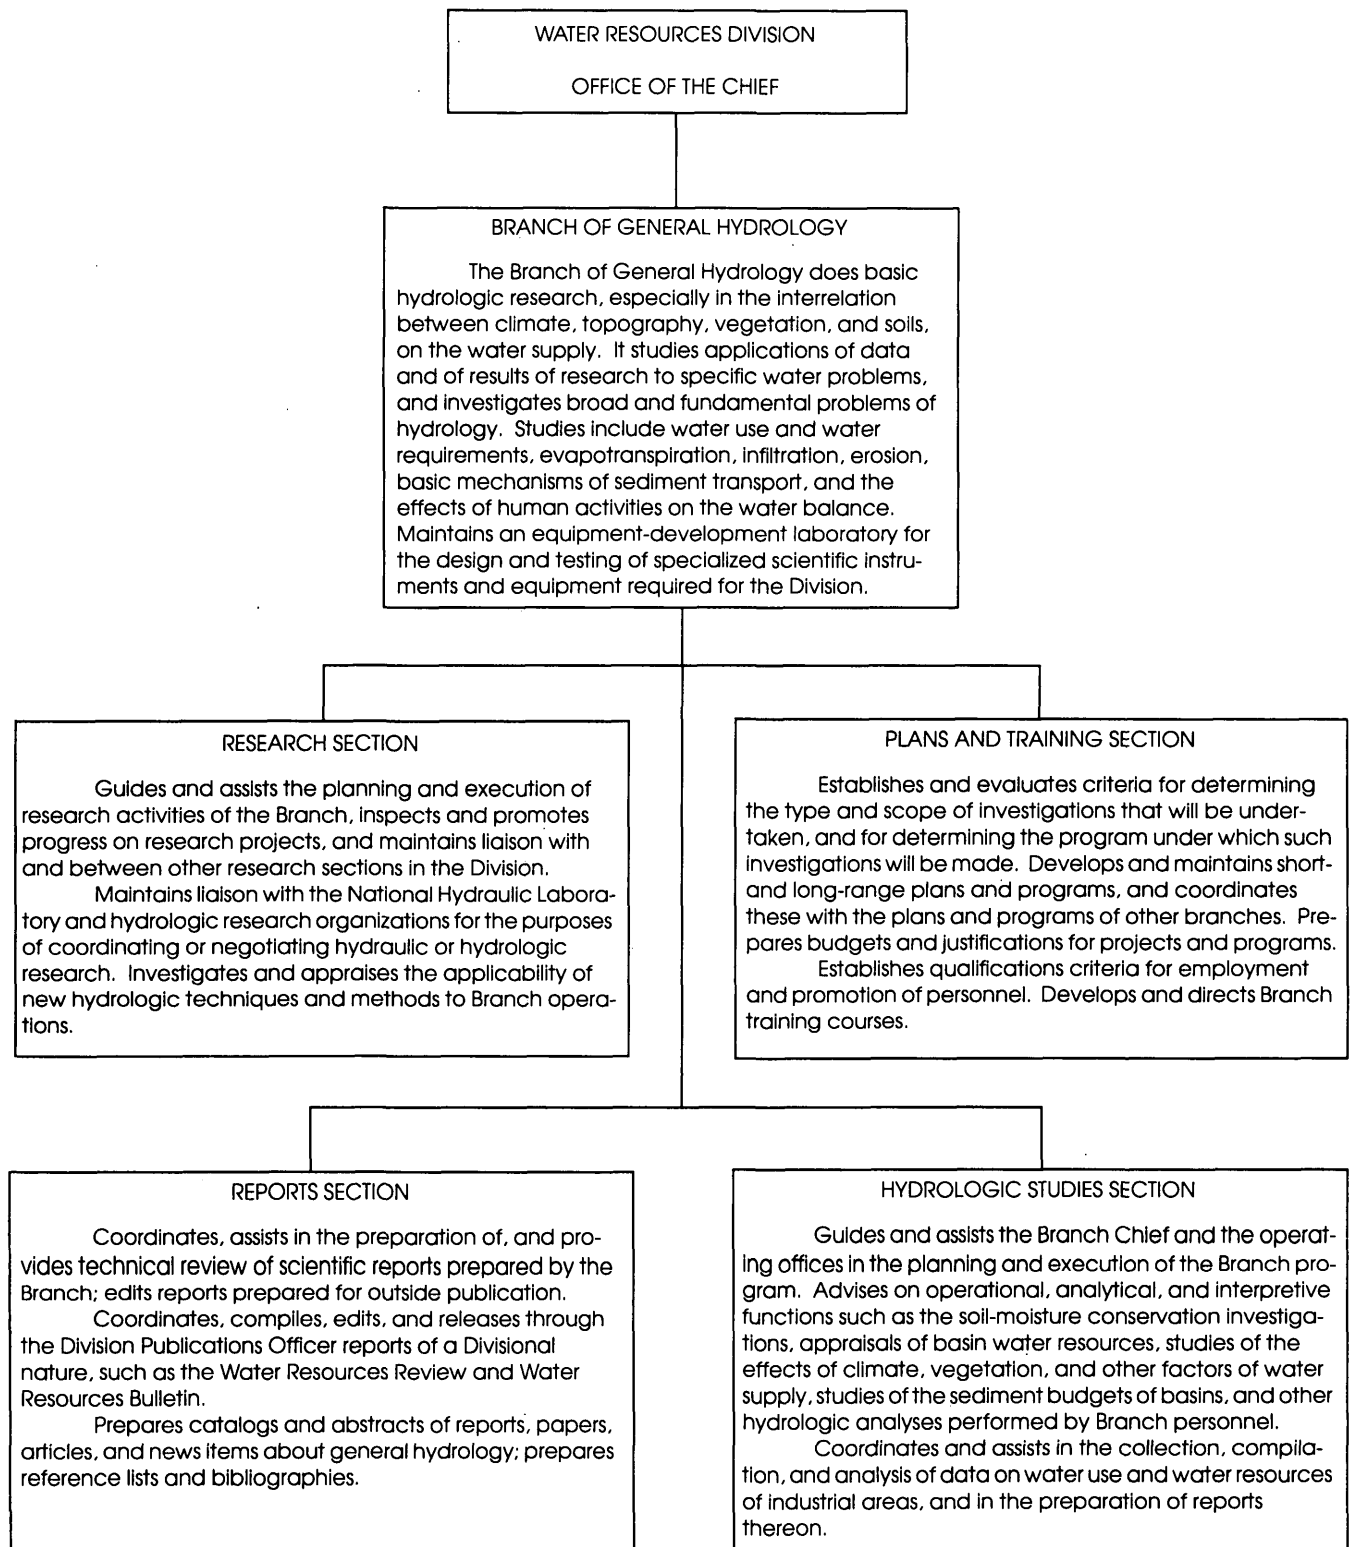 WATER RESOURCES DIVISION
OFFICE OF THE CHIEF
BRANCH OF GENERAL HYDROLOGY
The Branch of General Hydrology does basic
hydrologic research, especially in the interrelation
between climate, topography, vegetation, and soils,
on the water supply. It studies applications of data
and of results of research to specific water problems,
and investigates broad and fundamental problems of
hydrology. Studies include water use and water
requirements, evapotranspiration, infiltration, erosion,
basic mechanisms of sediment transport, and the
effects of human activities on the water balance.
Maintains an equipment-development laboratory for
the design and testing of specialized scientific instru-
ments and equipment required for the Division.
RESEARCH SECTION
Guides and assists the planning and execution of
research activities of the Branch, inspects and promotes
progress on research projects, and maintains liaison with
and between other research sections in the Division.
Maintains liaison with the National Hydraulic Labora-
tory and hydrologic research organizations for the purposes
of coordinating or negotiating hydraulic or hydrologic
research. Investigates and appraises the applicability of
new hydrologic techniques and methods to Branch opera-
tions.
PLANS AND TRAINING SECTION
Establishes and evaluates criteria for determining
the type and scope of investigations that will be under-
taken, and for determining the program under which such
investigations will be made. Develops and maintains short-
and long-range plans and programs, and coordinates
these with the plans and programs of other branches. Pre-
pares budgets and justifications for projects and programs.
Establishes qualifications criteria for employment
and promotion of personnel. Develops and directs Branch
training courses.
REPORTS SECTION
Coordinates, assists in the preparation of, and pro-
vides technical review of scientific reports prepared by the
Branch; edits reports prepared for outside publication.
Coordinates, compiles, edits, and releases through
the Division Publications Officer reports of a Divisional
nature, such as the Water Resources Review and Water
Resources Bulletin.
Prepares catalogs and abstracts of reports, papers,
articles, and news items about general hydrology; prepares
reference lists and bibliographies.
HYDROLOGIC STUDIES SECTION
Guides and assists the Branch Chief and the operat-
ing offices in the planning and execution of the Branch pro-
gram. Advises on operational, analytical, and interpretive
functions such as the soil-moisture conservation investiga-
tions, appraisals of basin water resources, studies of the
effects of climate, vegetation, and other factors of water
supply, studies of the sediment budgets of basins, and other
hydrologic analyses performed by Branch personnel.
Coordinates and assists in the collection, compila-
tion, and analysis of data on water use and water resources
of industrial areas, and in the preparation of reports
thereon.